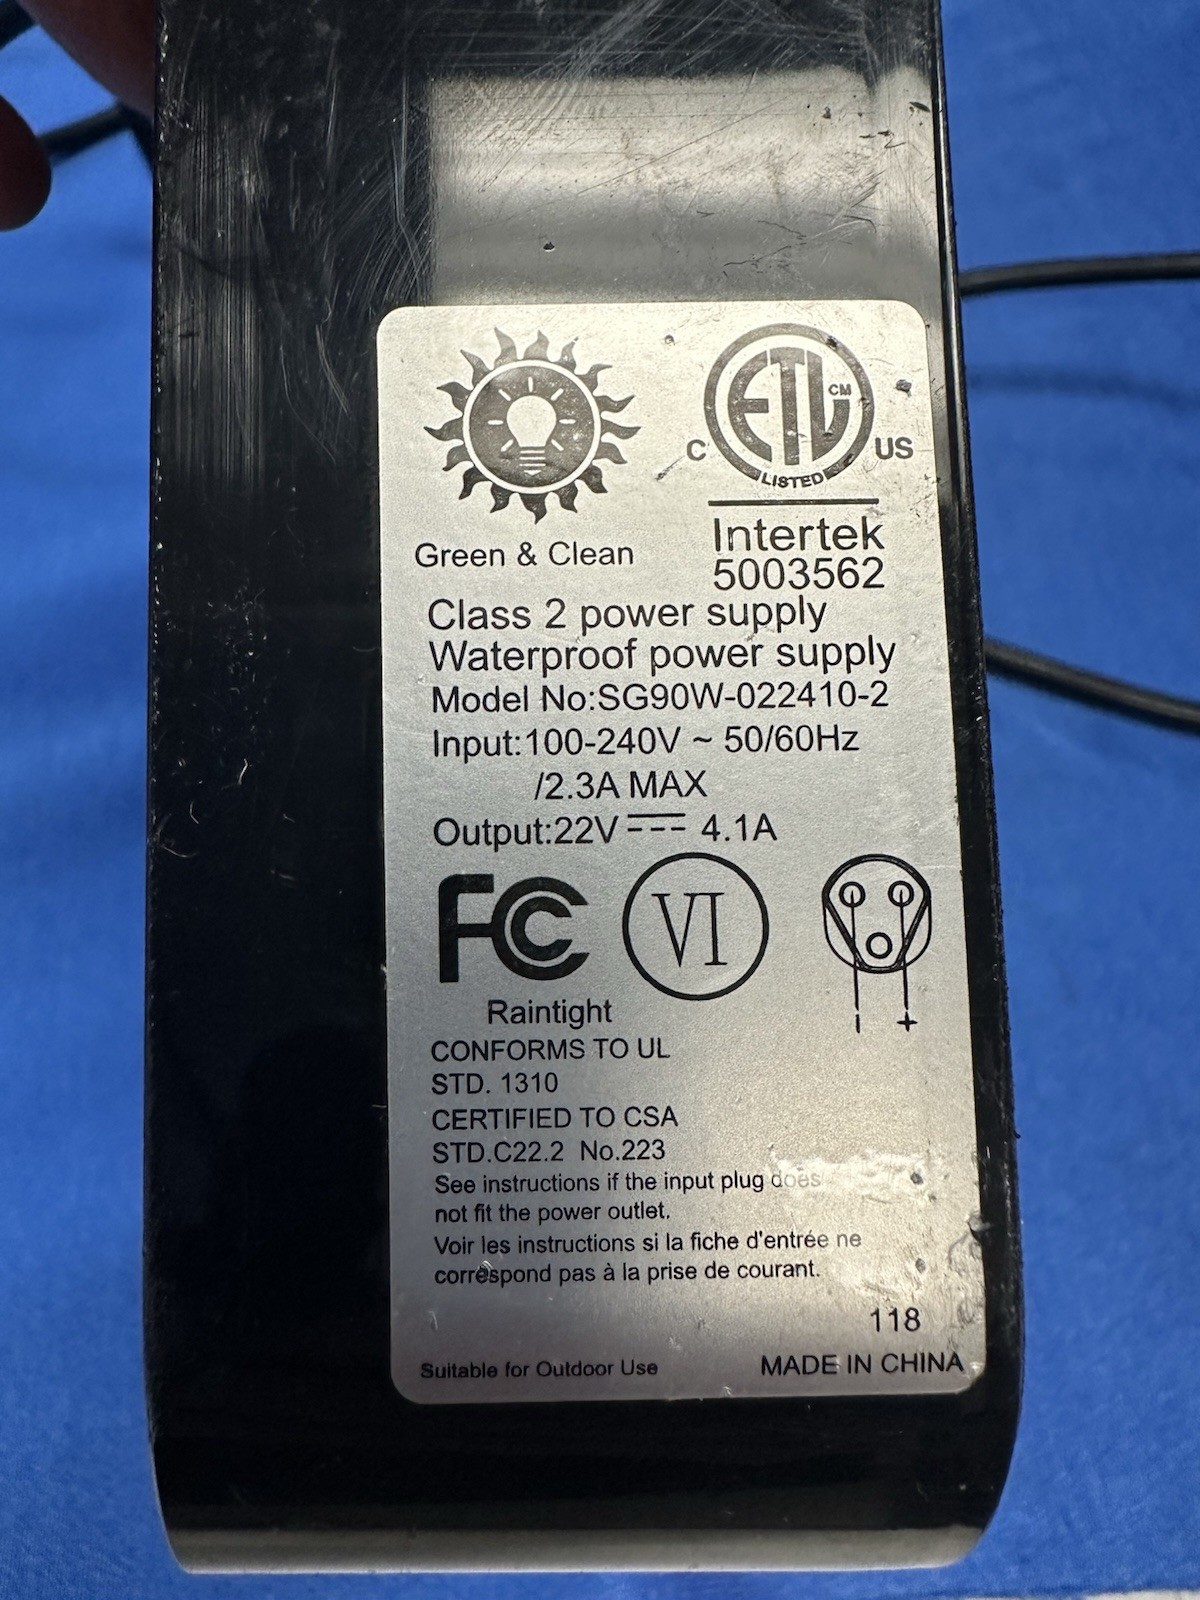 ETL CM
C US
LISTED
Intertek
5003562
Green & Clean
Class 2 power supply
Waterproof power supply
Model No:SG90W-022410-2
Input:100-240V ~ 50/60Hz
/2.3A MAX
Output:22V ⎓ 4.1A
FC VI
- +
Raintight
CONFORMS TO UL
STD. 1310
CERTIFIED TO CSA
STD.C22.2 No.223
See instructions if the input plug does
not fit the power outlet.
Voir les instructions si la fiche d'entrée ne
correspond pas à la prise de courant.
118
Suitable for Outdoor Use MADE IN CHINA